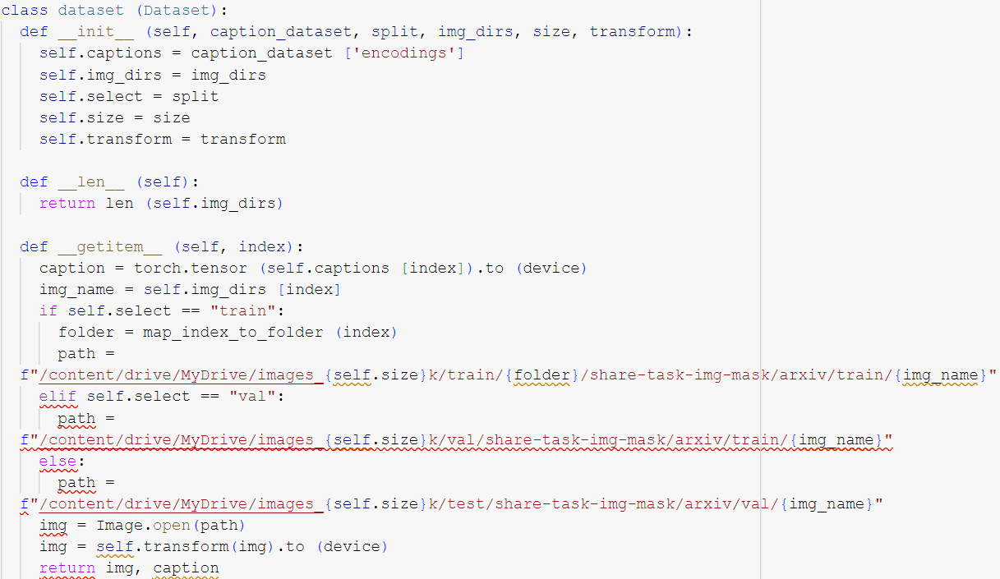 class dataset (Dataset):
def __init__ (self, caption_dataset, split, img_dirs, size, transform):
self.captions = caption_dataset ['encodings']
self.img_dirs = img_dirs
self.select = split
self.size = size
self.transform = transform
def __len__ (self):
return len (self.img_dirs)
def __getitem__ (self, index):
caption = torch.tensor (self.captions [index]).to (device)
img_name = self.img_dirs [index]
if self.select == "train":
folder = map_index_to_folder (index)
path =
f"/content/drive/MyDrive/images_{self.size}k/train/{folder}/share-task-img-mask/arxiv/train/{img_name}"
elif self.select == "val":
path =
f"/content/drive/MyDrive/images_{self.size}k/val/share-task-img-mask/arxiv/train/{img_name}"
else:
path =
f"/content/drive/MyDrive/images_{self.size}k/test/share-task-img-mask/arxiv/val/{img_name}"
img = Image.open(path)
img = self.transform(img).to (device)
return img, caption